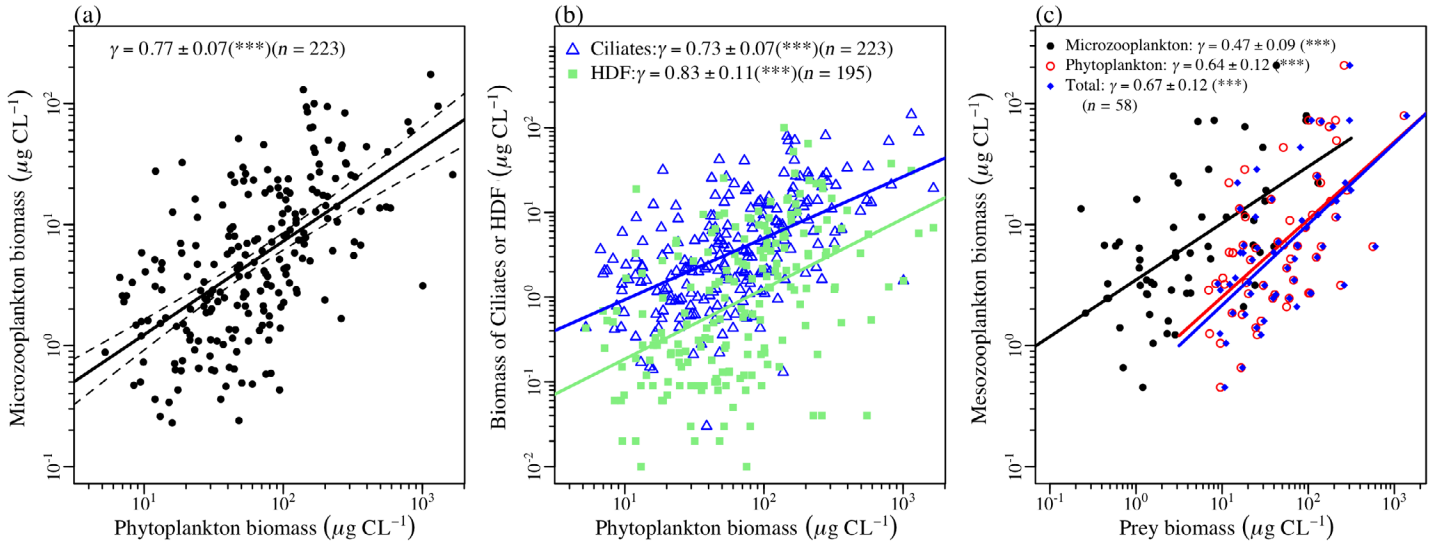 (a)
γ = 0.77 ± 0.07(***)(n = 223)
Microzooplankton biomass (μg CL⁻¹)
10²
10¹
10⁰
10⁻¹
10¹
10²
10³
Phytoplankton biomass (μg CL⁻¹)
(b)
Ciliates:γ = 0.73 ± 0.07(***)(n = 223)
HDF:γ = 0.83 ± 0.11(***)(n = 195)
Biomass of Ciliates or HDF (μg CL⁻¹)
10²
10¹
10⁰
10⁻¹
10⁻²
10¹
10²
10³
Phytoplankton biomass (μg CL⁻¹)
(c)
Microzooplankton: γ = 0.47 ± 0.09 (***)
Phytoplankton: γ = 0.64 ± 0.12 (***)
Total: γ = 0.67 ± 0.12 (***)
(n = 58)
Mesozooplankton biomass (μg CL⁻¹)
10²
10¹
10⁰
10⁻¹
10⁻¹
10⁰
10¹
10²
10³
Prey biomass (μg CL⁻¹)